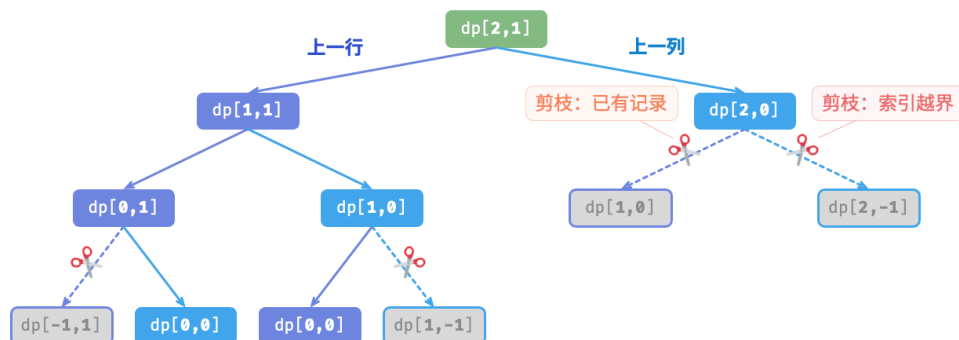 dp[2,1]
上一行
上一列
剪枝：已有记录
剪枝：索引越界
dp[1,1]
dp[2,0]
dp[0,1]
dp[1,0]
dp[1,0]
dp[2,-1]
dp[-1,1]
dp[0,0]
dp[0,0]
dp[1,-1]